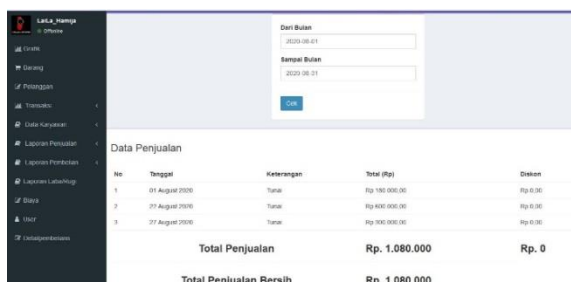 LaiLa_Hamsja
Offline
Grafik
Barang
Pelanggan
Transaksi
Data Karyawan
Laporan Penjualan
Laporan Pembelian
Laporan Laba/Rugi
Biaya
User
Detailpembelians
Dari Bulan
2020-08-01
Sampai Bulan
2020-08-31
Cek
Data Penjualan
No Tanggal Keterangan Total (Rp) Diskon
1 01 August 2020 Tunai Rp 180.000,00 Rp 0,00
2 22 August 2020 Tunai Rp 600.000,00 Rp 0,00
3 27 August 2020 Tunai Rp 300.000,00 Rp 0,00
Total Penjualan Rp. 1.080.000 Rp. 0
Total Penjualan Bersih Rp. 1.080.000